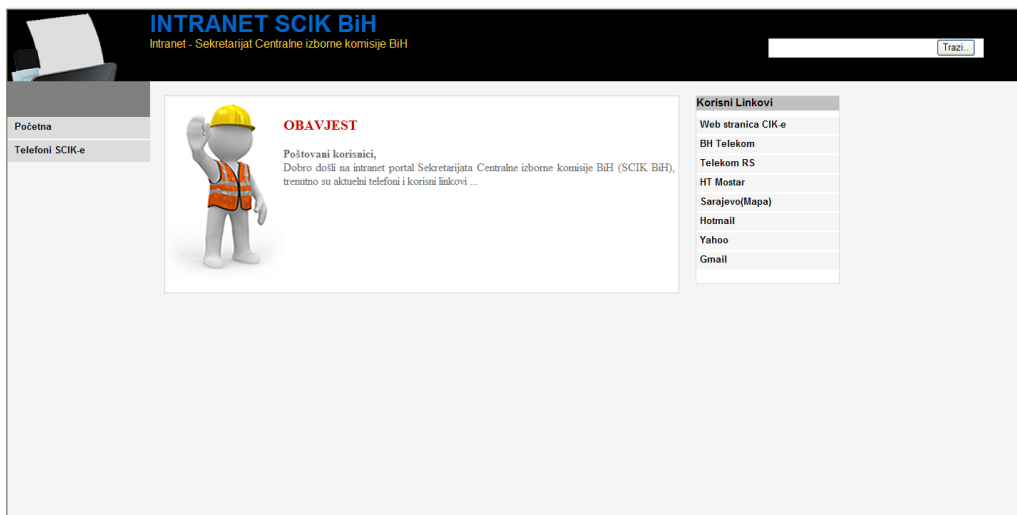 INTRANET SCIK BiH
Intranet - Sekretarijat Centralne izborne komisije BiH
Trazi..
Početna
Telefoni SCIK-e
OBAVJEST
Poštovani korisnici,
Dobro došli na intranet portal Sekretarijata Centralne izborne komisije BiH (SCIK BiH),
trenutno su aktuelni telefoni i korisni linkovi ...
Korisni Linkovi
Web stranica CIK-e
BH Telekom
Telekom RS
HT Mostar
Sarajevo(Mapa)
Hotmail
Yahoo
Gmail